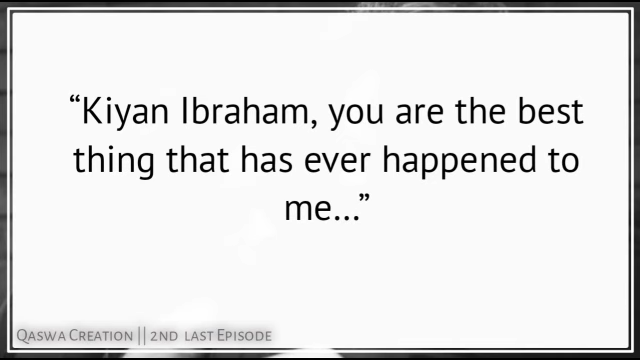 “Kiyan Ibraham, you are the best
thing that has ever happened to
me...”
Qaswa Creation || 2nd last Episode